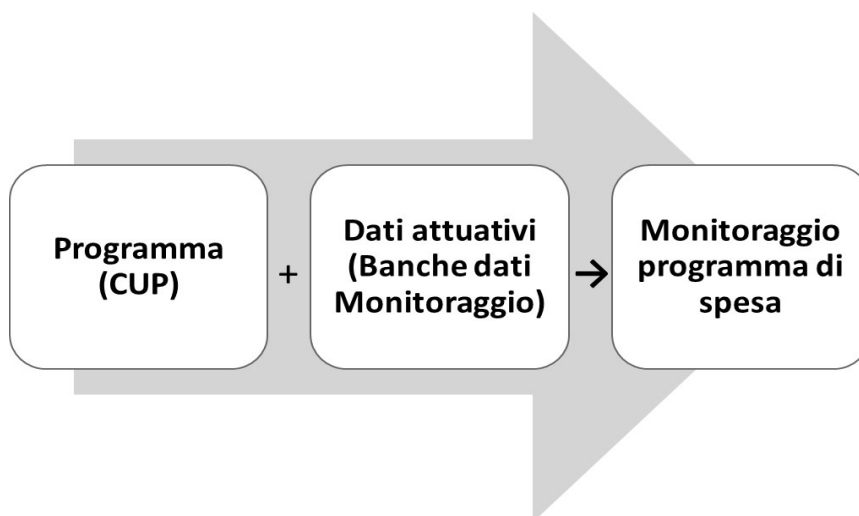 Programma
(CUP)
+
Dati attuativi
(Banche dati
Monitoraggio)
→
Monitoraggio
programma di
spesa